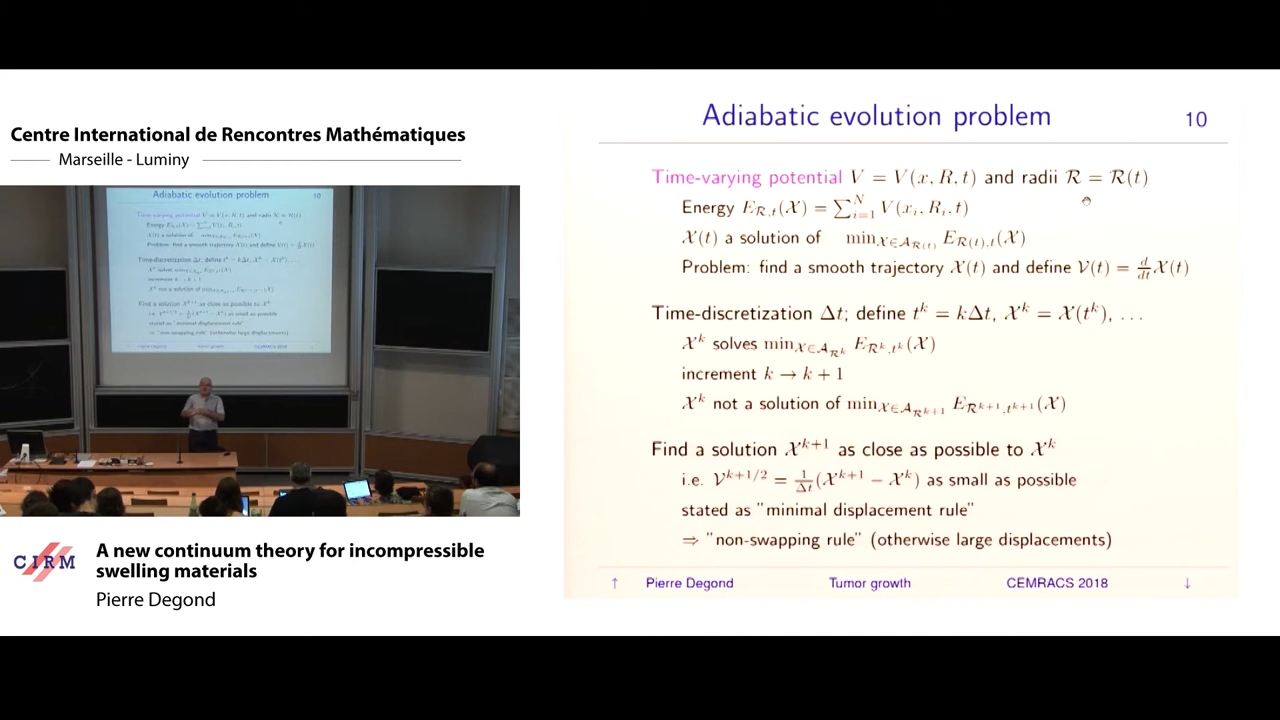 Centre International de Rencontres Mathématiques
Marseille - Luminy
Adiabatic evolution problem 10
Time-varying potential V = V(x, R, t) and radii ℛ = ℛ(t)
Energy E_{ℛ,t}(𝒳) = ∑_{i=1}^{N} V(x_i, R_i, t)
𝒳(t) a solution of min_{𝒳∈𝒜_{ℛ(t)}} E_{ℛ(t),t}(𝒳)
Problem: find a smooth trajectory 𝒳(t) and define 𝒱(t) = d/dt 𝒳(t)
Time-discretization Δt; define t^k = kΔt, 𝒳^k = 𝒳(t^k), ...
𝒳^k solves min_{𝒳∈𝒜_{ℛ^k}} E_{ℛ^k,t^k}(𝒳)
increment k → k + 1
𝒳^k not a solution of min_{𝒳∈𝒜_{ℛ^{k+1}}} E_{ℛ^{k+1},t^{k+1}}(𝒳)
Find a solution 𝒳^{k+1} as close as possible to 𝒳^k
i.e. 𝒱^{k+1/2} = 1/Δt (𝒳^{k+1} − 𝒳^k) as small as possible
stated as "minimal displacement rule"
⇒ "non-swapping rule" (otherwise large displacements)
↑ Pierre Degond Tumor growth CEMRACS 2018 ↓
CIRM
A new continuum theory for incompressible
swelling materials
Pierre Degond